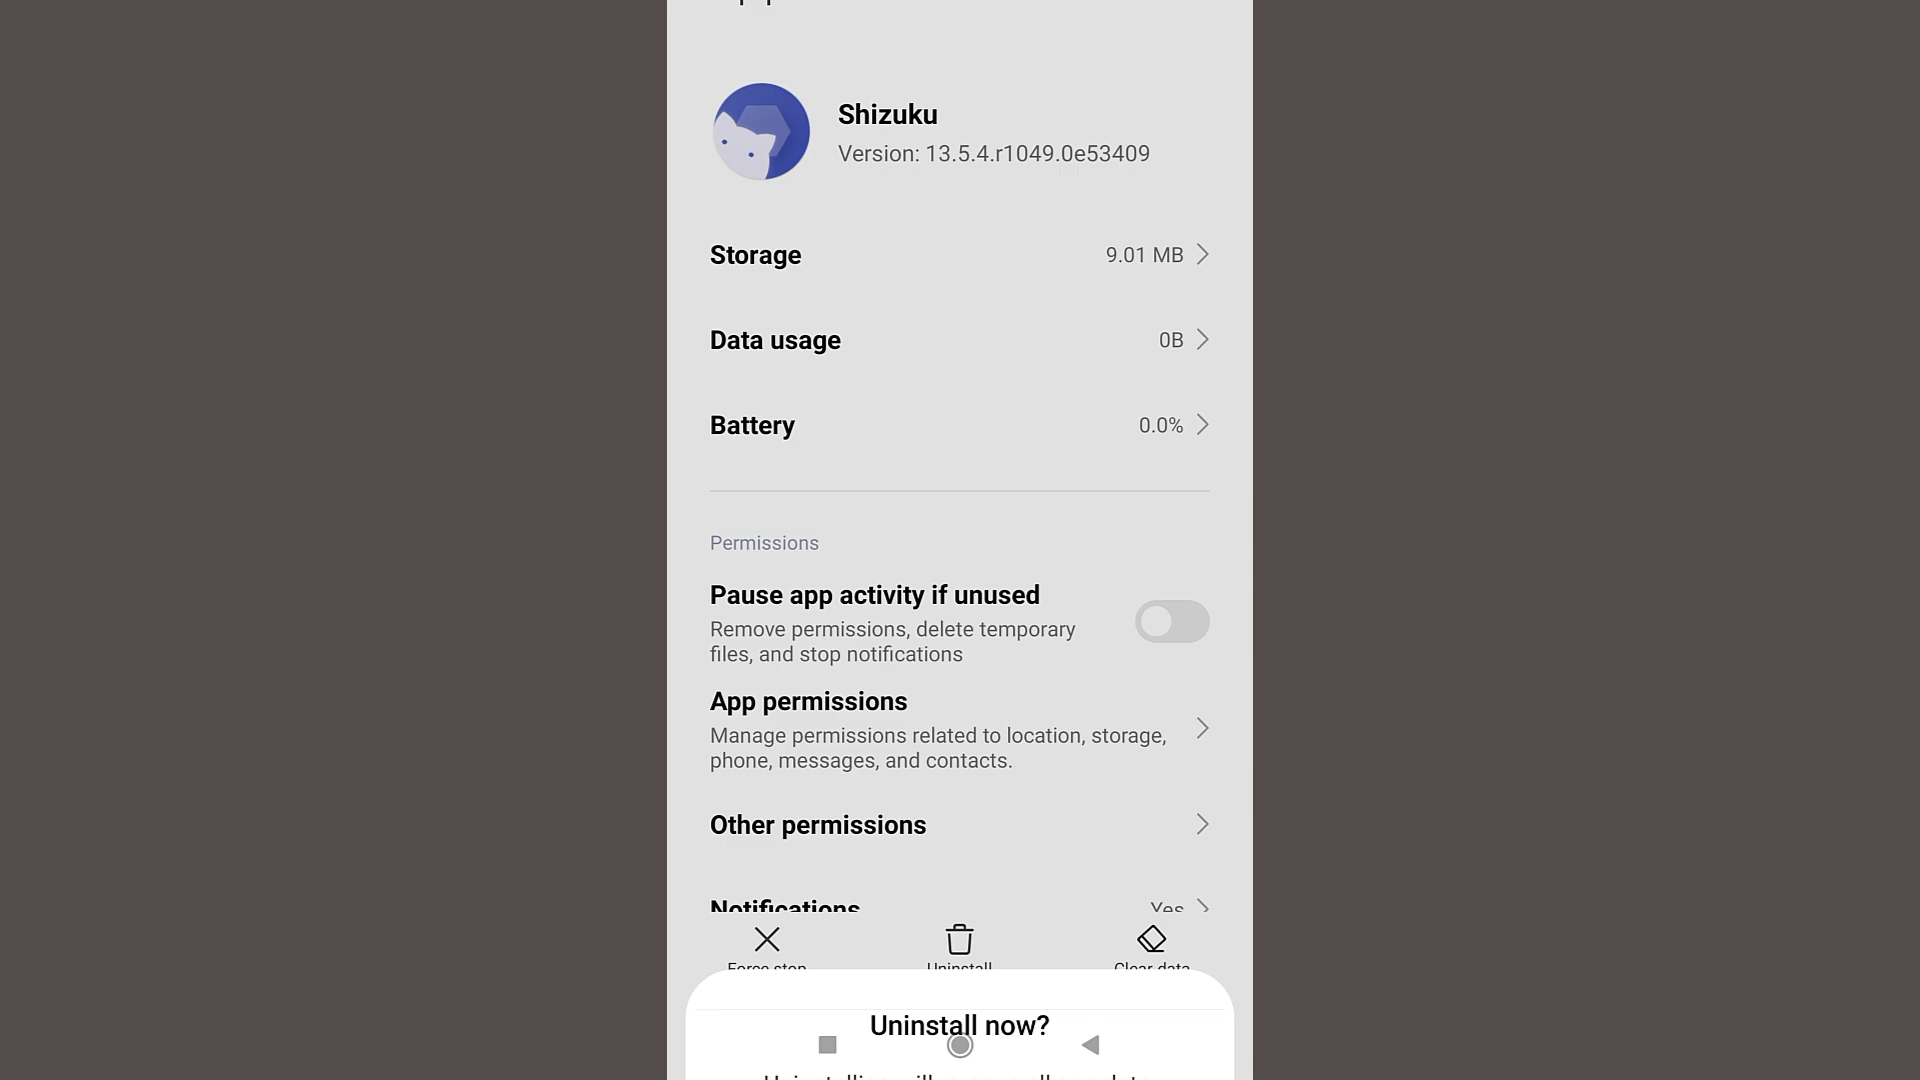 Shizuku
Version: 13.5.4.r1049.0e53409
Storage
9.01 MB
Data usage
0B
Battery
0.0%
Permissions
Pause app activity if unused
Remove permissions, delete temporary
files, and stop notifications
App permissions
Manage permissions related to location, storage,
phone, messages, and contacts.
Other permissions
Notifications
Yes
Force stop
Uninstall
Clear data
Uninstall now?